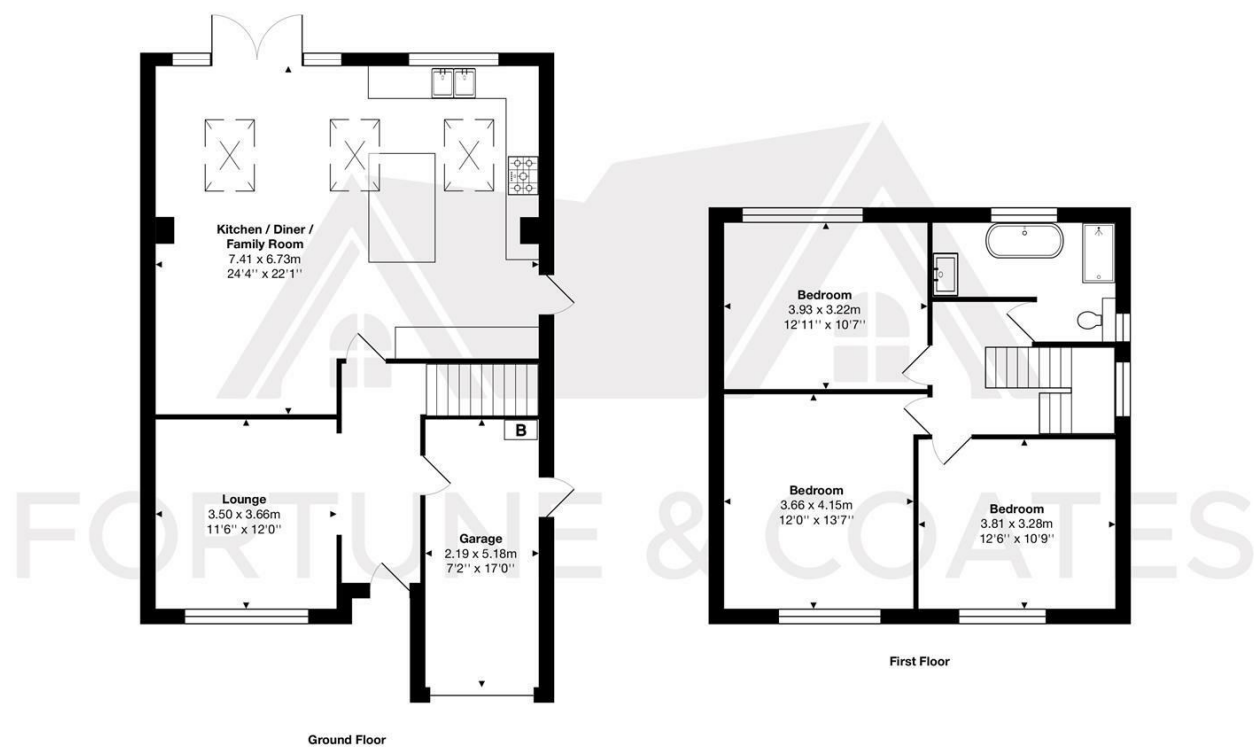 Kitchen / Diner /
Family Room
7.41 x 6.73m
24'4'' x 22'1''
Lounge
3.50 x 3.66m
11'6'' x 12'0''
B
Garage
2.19 x 5.18m
7'2'' x 17'0''
Ground Floor
Bedroom
3.93 x 3.22m
12'11'' x 10'7''
Bedroom
3.66 x 4.15m
12'0'' x 13'7''
Bedroom
3.81 x 3.28m
12'6'' x 10'9''
First Floor
FORTUNE & COATES